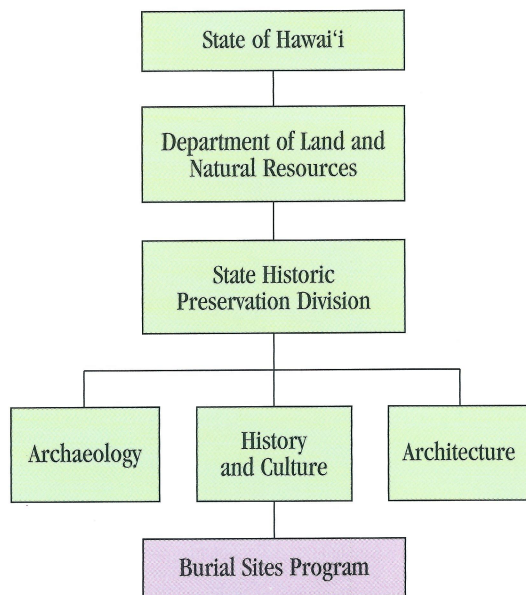 State of Hawai‘i
Department of Land and
Natural Resources
State Historic
Preservation Division
Archaeology
History
and Culture
Architecture
Burial Sites Program